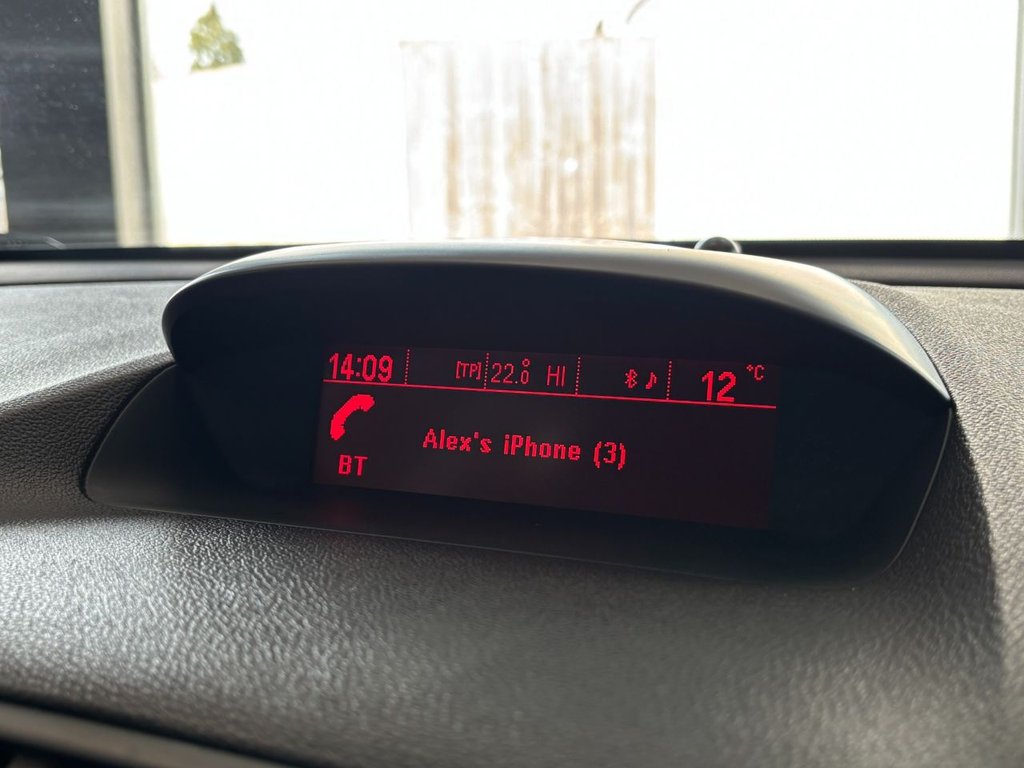 14:09 [TP] 22.0° HI 12 °C
Alex's iPhone (3)
BT